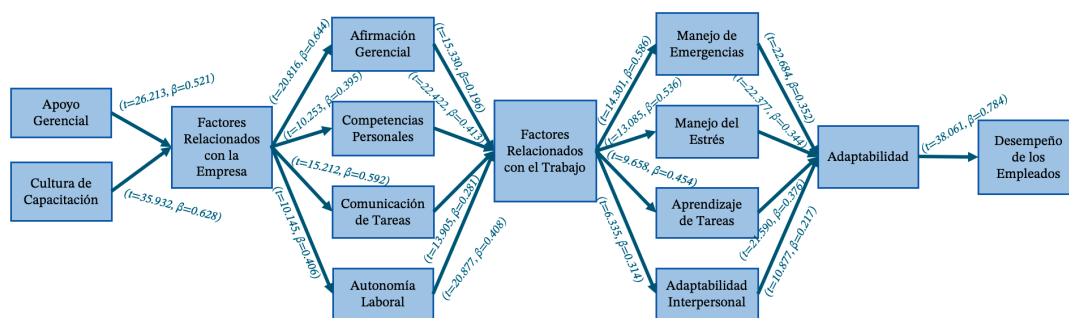 Apoyo
Gerencial
Cultura de
Capacitación
(t=26.213, β=0.521)
(t=35.932, β=0.628)
Factores
Relacionados
con la
Empresa
(t=20.816, β=0.644)
(t=10.253, β=0.395)
(t=15.212, β=0.592)
(t=10.145, β=0.406)
Afirmación
Gerencial
Competencias
Personales
Comunicación
de Tareas
Autonomía
Laboral
(t=15.330, β=0.196)
(t=22.422, β=0.413)
(t=13.905, β=0.281)
(t=20.877, β=0.408)
Factores
Relacionados
con el Trabajo
(t=14.301, β=0.586)
(t=13.085, β=0.536)
(t=9.658, β=0.454)
(t=6.335, β=0.314)
Manejo de
Emergencias
Manejo del
Estrés
Aprendizaje
de Tareas
Adaptabilidad
Interpersonal
(t=22.684, β=0.352)
(t=22.377, β=0.344)
(t=21.590, β=0.376)
(t=10.877, β=0.217)
Adaptabilidad
(t=38.061, β=0.784)
Desempeño
de los
Empleados